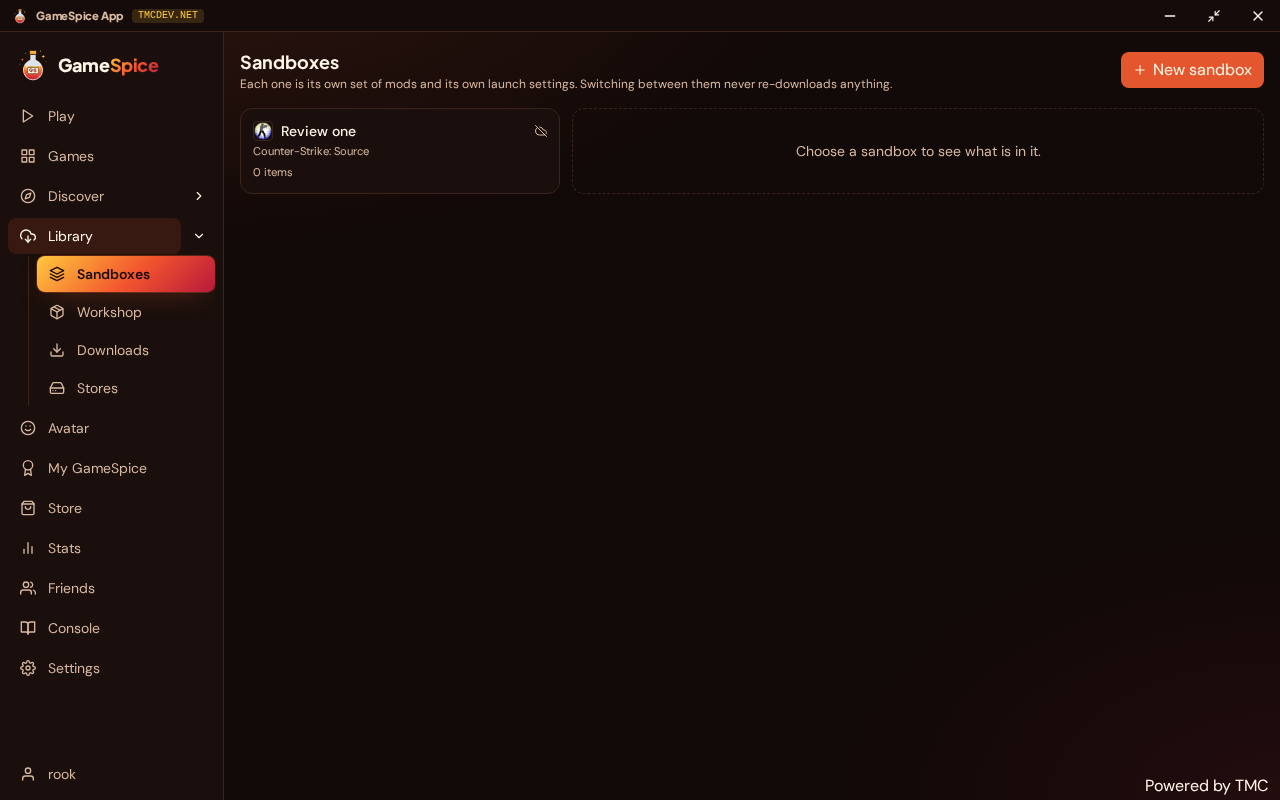 GameSpice App TMCDEV.NET
GameSpice
Play
Games
Discover
Library
Sandboxes
Workshop
Downloads
Stores
Avatar
My GameSpice
Store
Stats
Friends
Console
Settings
rook
Sandboxes
Each one is its own set of mods and its own launch settings. Switching between them never re-downloads anything.
New sandbox
Review one
Counter-Strike: Source
0 items
Choose a sandbox to see what is in it.
Powered by TMC